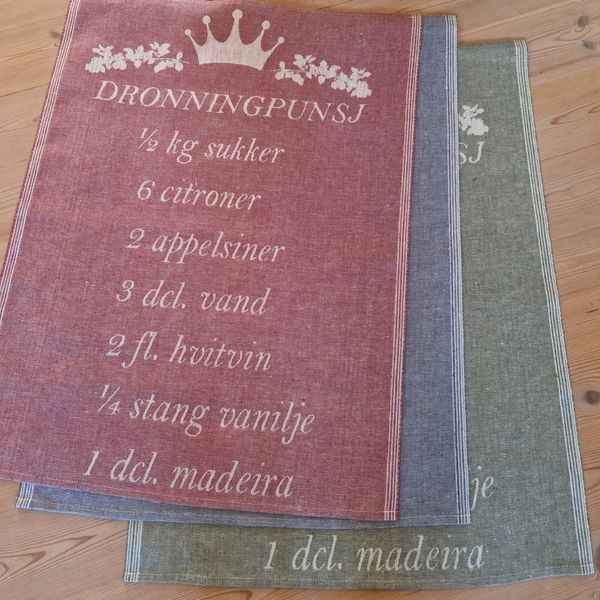 DRONNINGPUNSJ
½ kg sukker
6 citroner
2 appelsiner
3 dcl. vand
2 fl. hvitvin
¼ stang vanilje
1 dcl. madeira
SJ
je
1 dcl. madeira